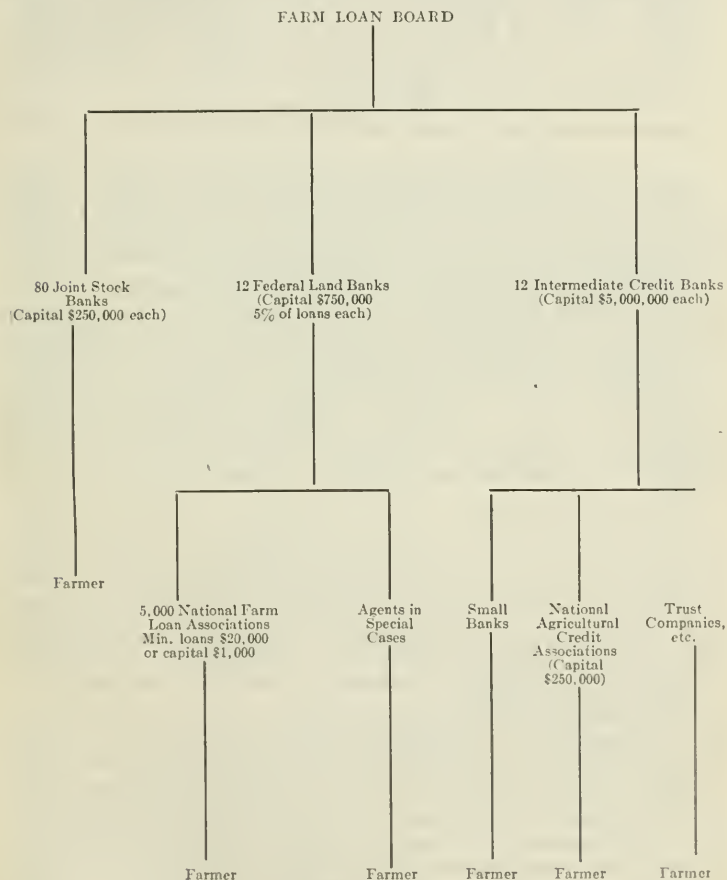 FARM LOAN BOARD
80 Joint Stock
Banks
(Capital $250,000 each)
12 Federal Land Banks
(Capital $750,000
5% of loans each)
12 Intermediate Credit Banks
(Capital $5,000,000 each)
Farmer
5,000 National Farm
Loan Associations
Min. loans $20,000
or capital $1,000
Agents in
Special
Cases
Small
Banks
National
Agricultural
Credit
Associations
(Capital
$250,000)
Trust
Companies,
etc.
Farmer
Farmer
Farmer
Farmer
Farmer